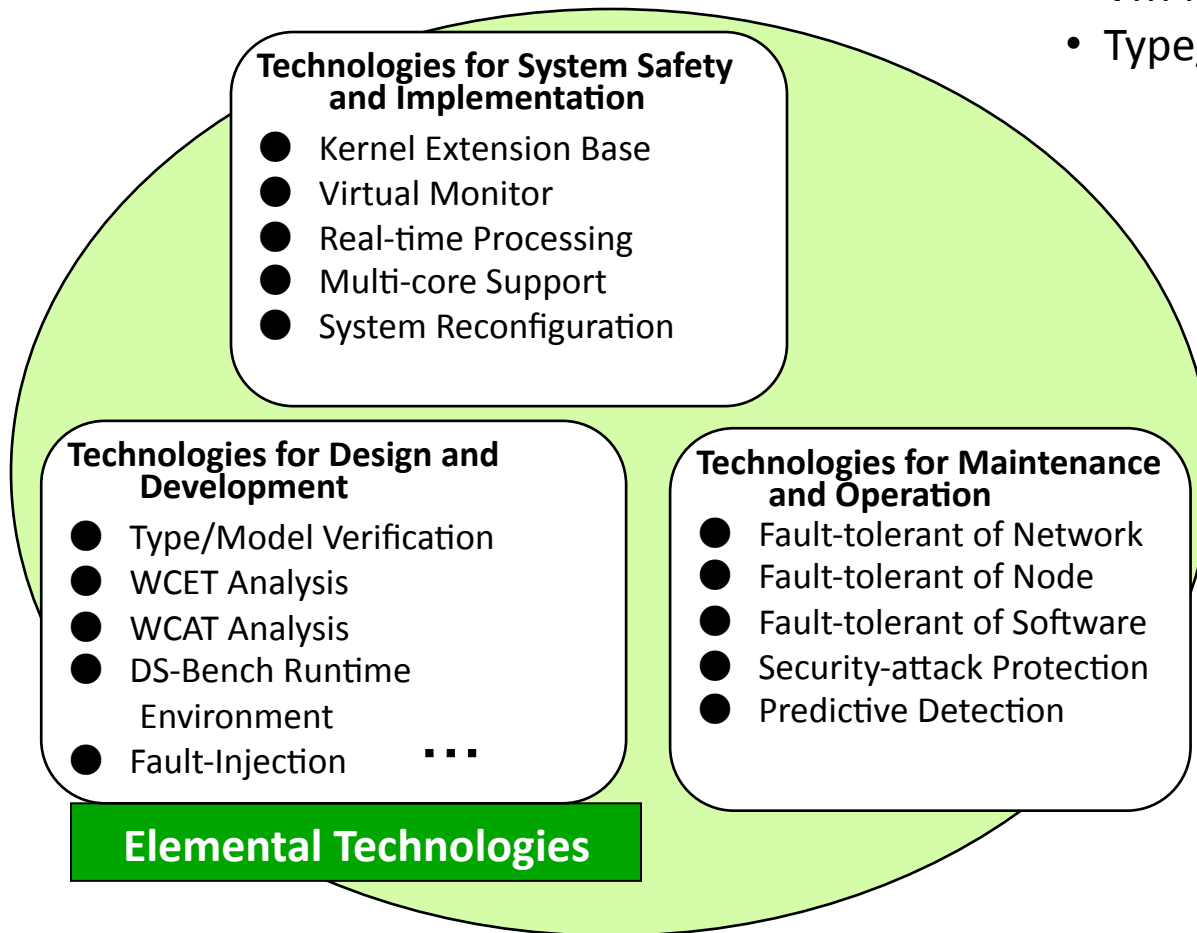 • Type/
Technologies for System Safety
and Implementation
● Kernel Extension Base
● Virtual Monitor
● Real-time Processing
● Multi-core Support
● System Reconfiguration
Technologies for Design and
Development
● Type/Model Verification
● WCET Analysis
● WCAT Analysis
● DS-Bench Runtime
Environment
● Fault-Injection ...
Technologies for Maintenance
and Operation
● Fault-tolerant of Network
● Fault-tolerant of Node
● Fault-tolerant of Software
● Security-attack Protection
● Predictive Detection
Elemental Technologies